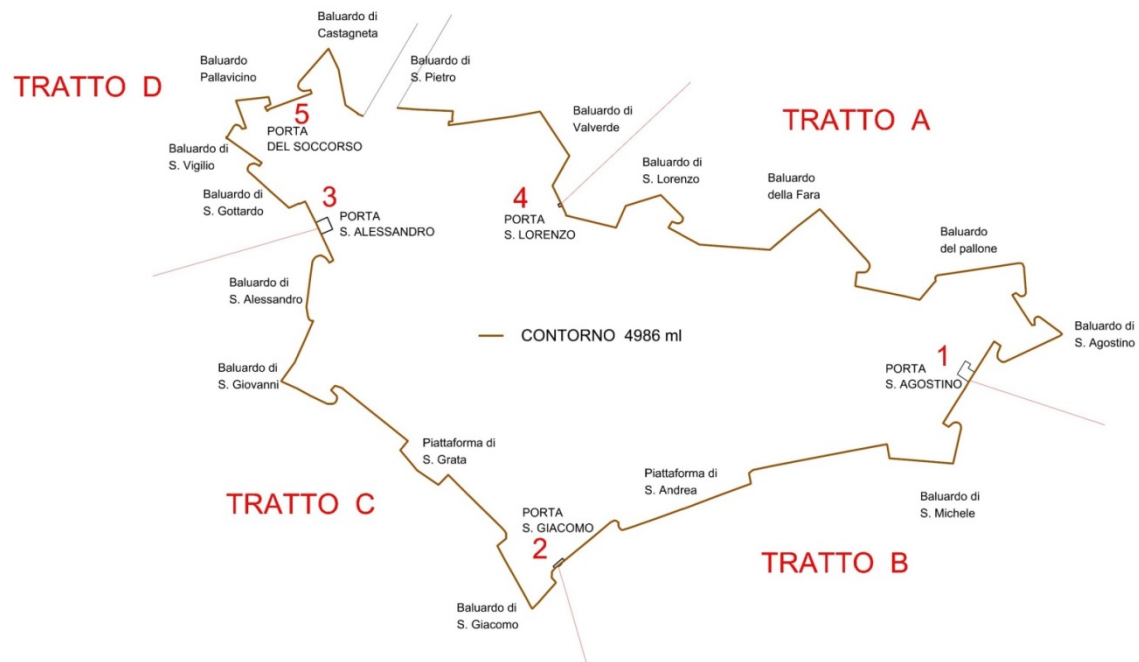 Baluardo di
Castagneta
Baluardo
Pallavicino
Baluardo di
S. Pietro
TRATTO D
5
PORTA
DEL SOCCORSO
Baluardo di
Valverde
TRATTO A
Baluardo di
S. Vigilio
Baluardo di
S. Lorenzo
Baluardo
della Fara
Baluardo di
S. Gottardo
3
PORTA
S. ALESSANDRO
4
PORTA
S. LORENZO
Baluardo
del pallone
Baluardo di
S. Alessandro
CONTORNO 4986 ml
Baluardo di
S. Agostino
1
PORTA
S. AGOSTINO
Baluardo di
S. Giovanni
Piattaforma di
S. Grata
Piattaforma di
S. Andrea
TRATTO C
Baluardo di
S. Michele
PORTA
S. GIACOMO
2
TRATTO B
Baluardo di
S. Giacomo